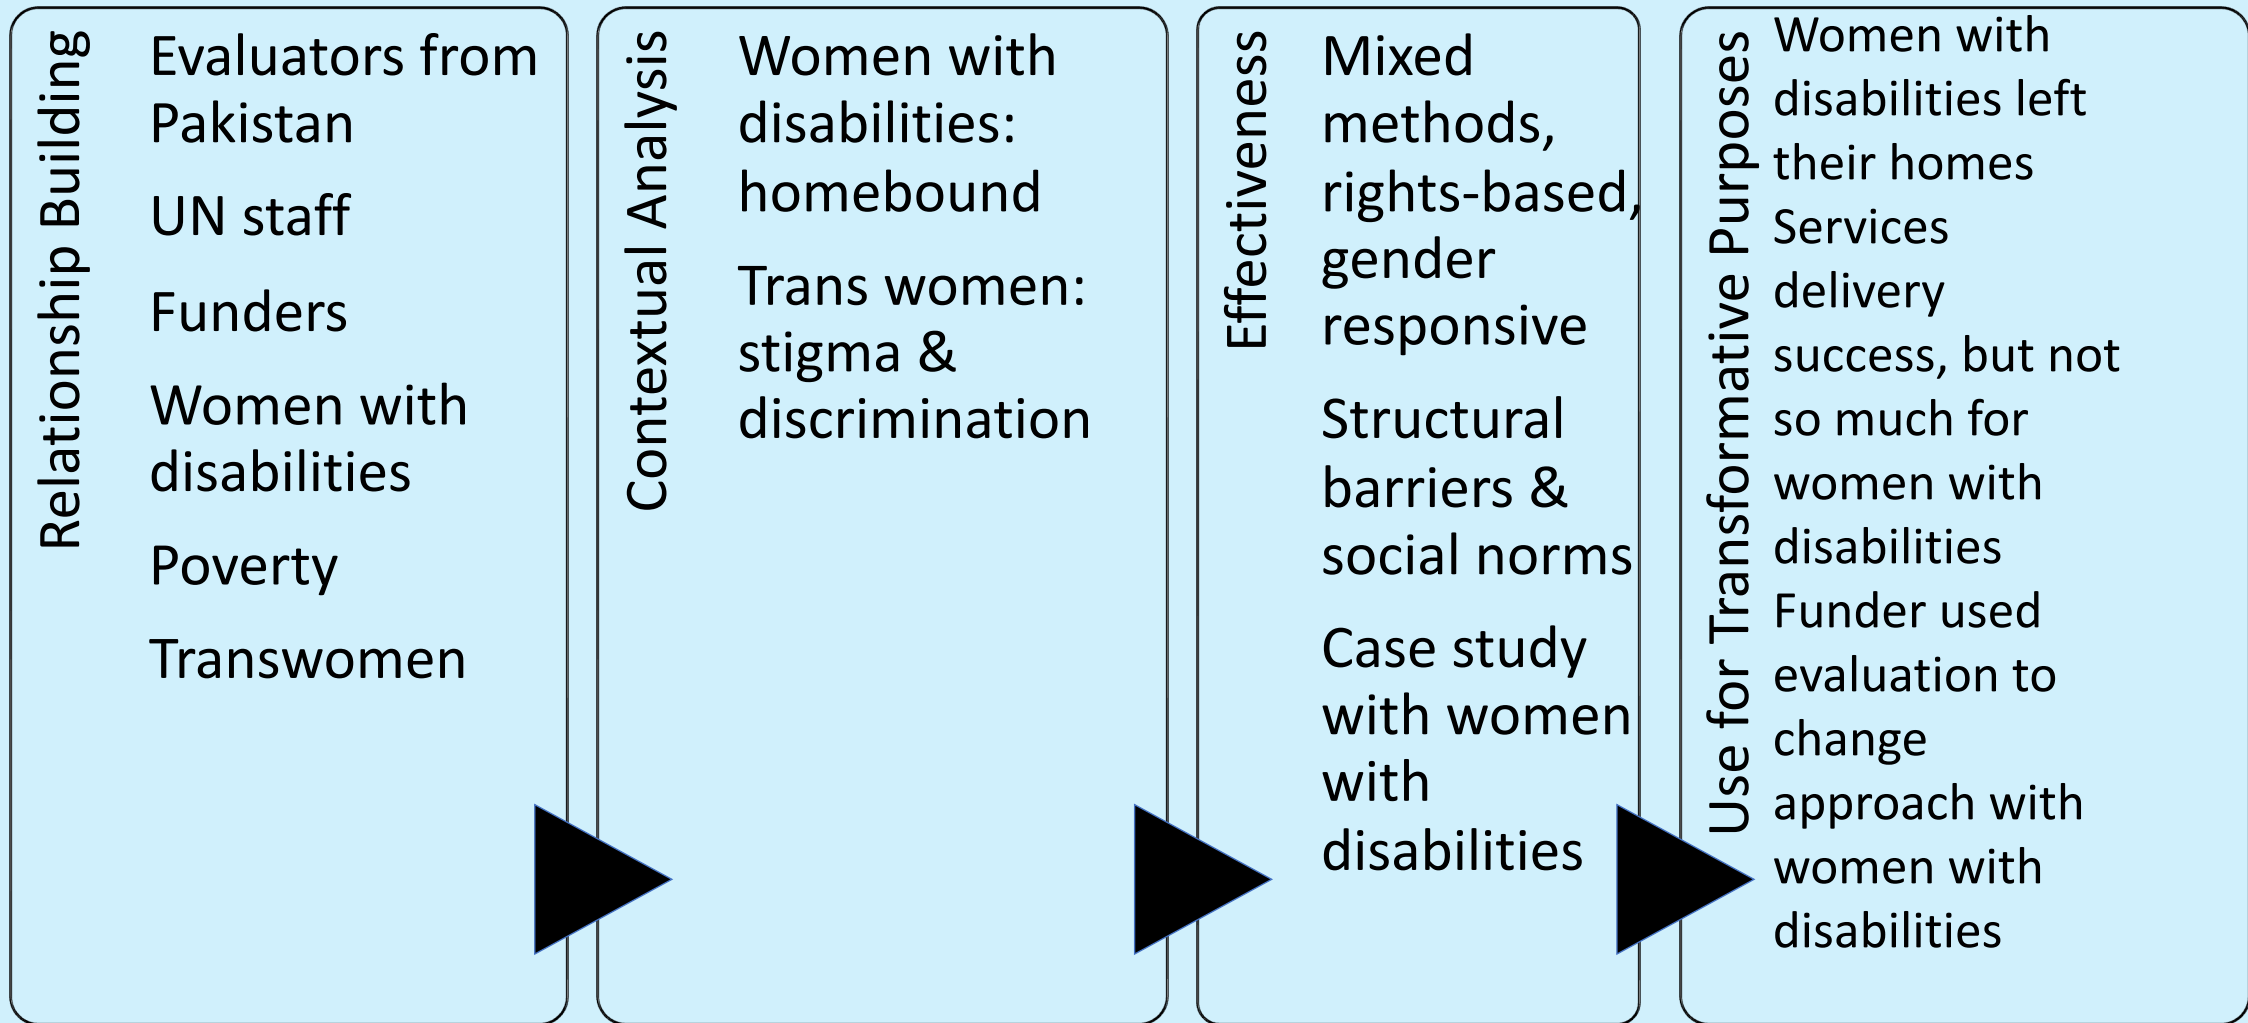 Relationship Building
Evaluators from
Pakistan
UN staff
Funders
Women with
disabilities
Poverty
Transwomen
Contextual Analysis
Women with
disabilities:
homebound
Trans women:
stigma &
discrimination
Effectiveness
Mixed
methods,
rights-based,
gender
responsive
Structural
barriers &
social norms
Case study
with women
with
disabilities
Use for Transformative Purposes
Women with
disabilities left
their homes
Services
delivery
success, but not
so much for
women with
disabilities
Funder used
evaluation to
change
approach with
women with
disabilities